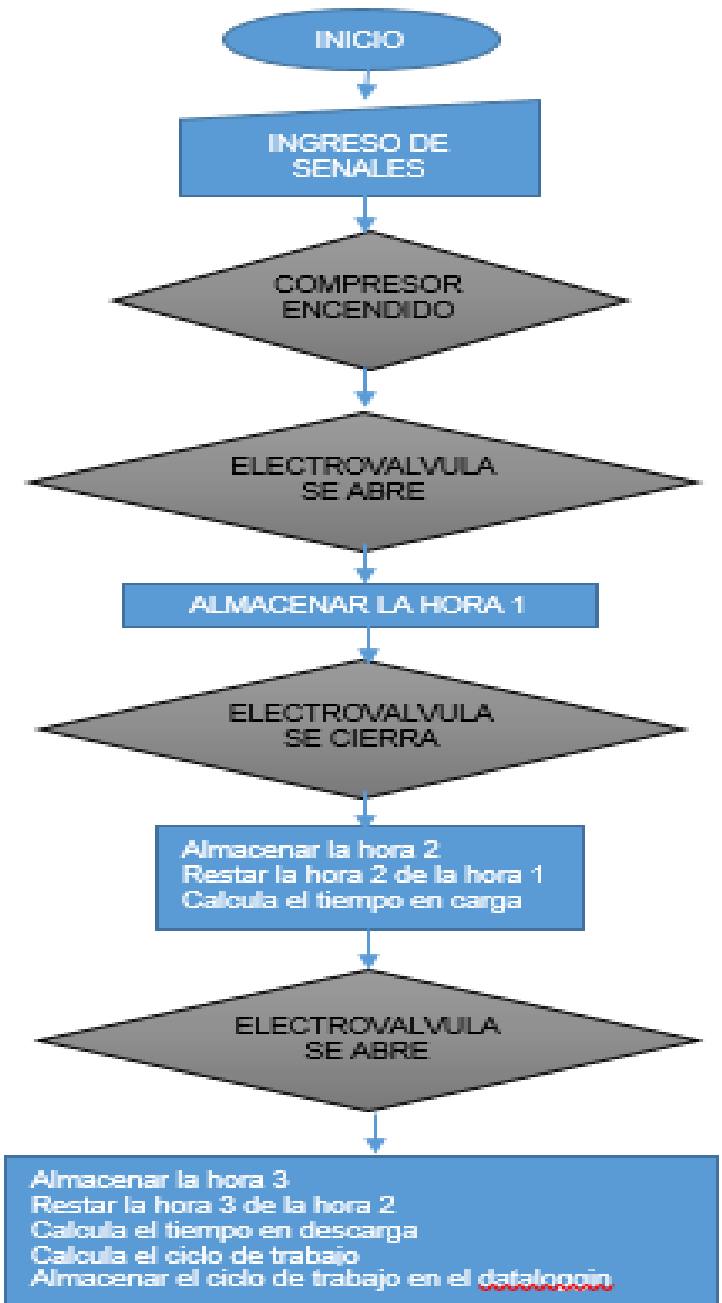 INICIO
INGRESO DE
SENALES
COMPRESOR
ENCENDIDO
ELECTROVALVULA
SE ABRE
ALMACENAR LA HORA 1
ELECTROVALVULA
SE CIERRA
Almacenar la hora 2
Restar la hora 2 de la hora 1
Calcula el tiempo en carga
ELECTROVALVULA
SE ABRE
Almacenar la hora 3
Restar la hora 3 de la hora 2
Calcula el tiempo en descarga
Calcula el ciclo de trabajo
Almacenar el ciclo de trabajo en el